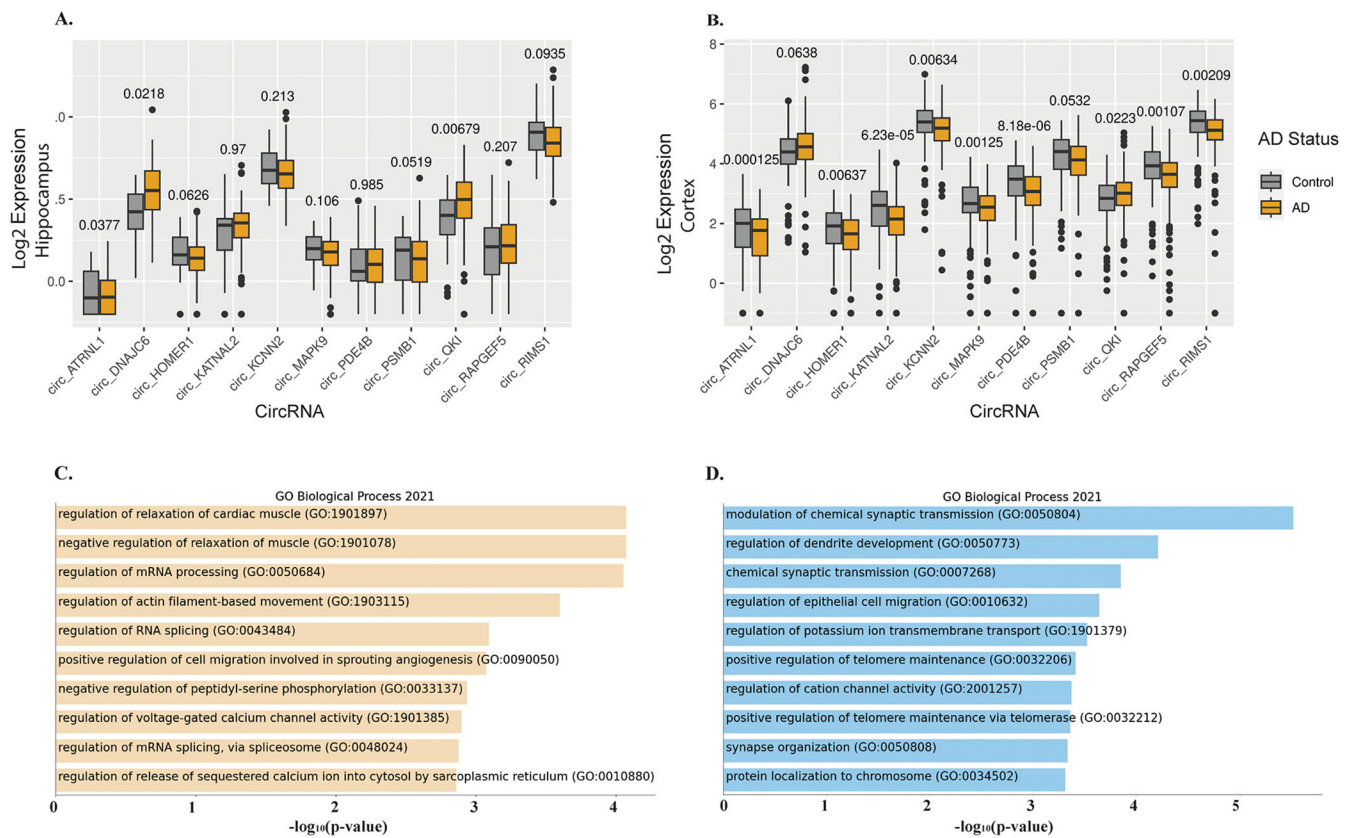 A.
Log2 Expression
Hippocampus
.0
.5
0.0
0.0377
0.0218
0.0626
0.97
0.213
0.106
0.985
0.0519
0.00679
0.207
0.0935
circ_ATRNL1
circ_DNAJC6
circ_HOMER1
circ_KATNAL2
circ_KCNN2
circ_MAPK9
circ_PDE4B
circ_PSMB1
circ_QKI
circ_RAPGEF5
circ_RIMS1
CircRNA
B.
Log2 Expression
Cortex
8
6
4
2
0
0.000125
0.0638
0.00637
6.23e-05
0.00634
0.00125
8.18e-06
0.0532
0.0223
0.00107
0.00209
circ_ATRNL1
circ_DNAJC6
circ_HOMER1
circ_KATNAL2
circ_KCNN2
circ_MAPK9
circ_PDE4B
circ_PSMB1
circ_QKI
circ_RAPGEF5
circ_RIMS1
CircRNA
AD Status
Control
AD
C.
GO Biological Process 2021
regulation of relaxation of cardiac muscle (GO:1901897)
negative regulation of relaxation of muscle (GO:1901078)
regulation of mRNA processing (GO:0050684)
regulation of actin filament-based movement (GO:1903115)
regulation of RNA splicing (GO:0043484)
positive regulation of cell migration involved in sprouting angiogenesis (GO:0090050)
negative regulation of peptidyl-serine phosphorylation (GO:0033137)
regulation of voltage-gated calcium channel activity (GO:1901385)
regulation of mRNA splicing, via spliceosome (GO:0048024)
regulation of release of sequestered calcium ion into cytosol by sarcoplasmic reticulum (GO:0010880)
0 1 2 3 4
-log₁₀(p-value)
D.
GO Biological Process 2021
modulation of chemical synaptic transmission (GO:0050804)
regulation of dendrite development (GO:0050773)
chemical synaptic transmission (GO:0007268)
regulation of epithelial cell migration (GO:0010632)
regulation of potassium ion transmembrane transport (GO:1901379)
positive regulation of telomere maintenance (GO:0032206)
regulation of cation channel activity (GO:2001257)
positive regulation of telomere maintenance via telomerase (GO:0032212)
synapse organization (GO:0050808)
protein localization to chromosome (GO:0034502)
0 1 2 3 4 5
-log₁₀(p-value)